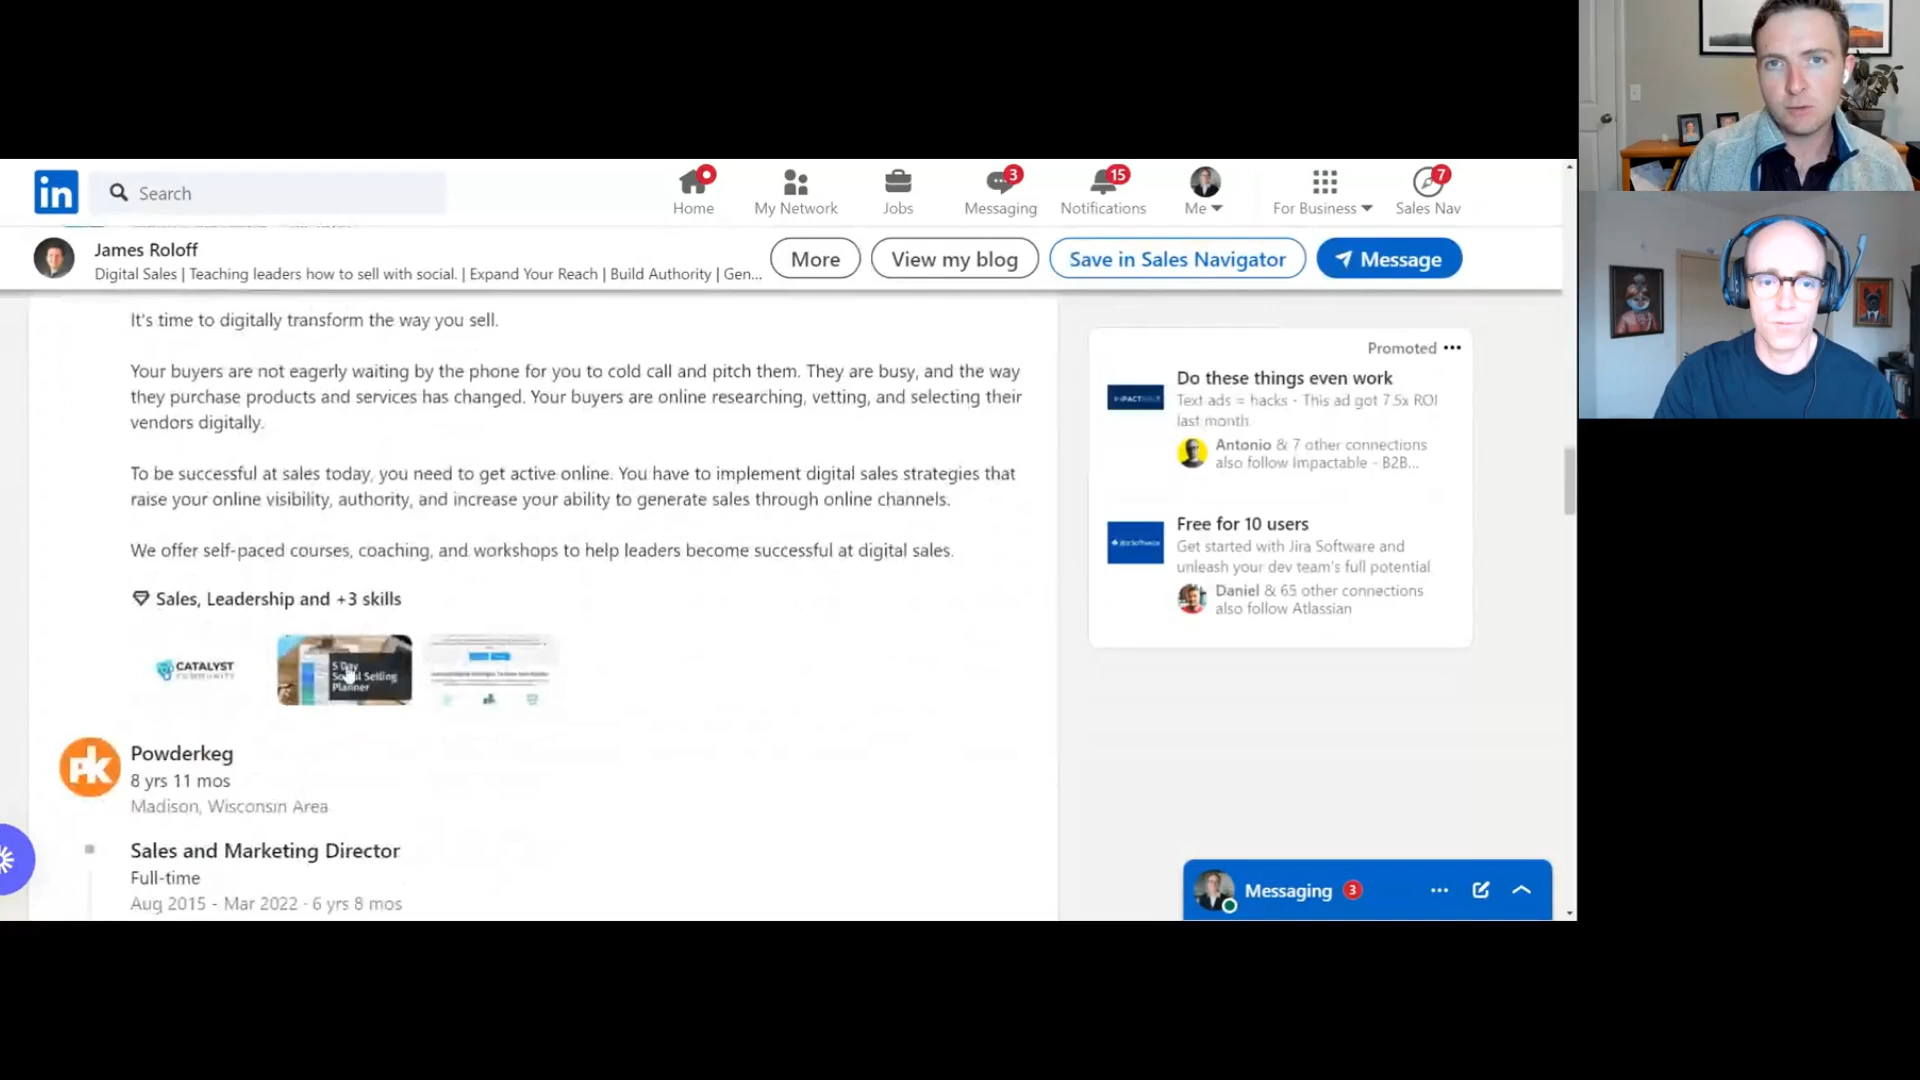 in
Search
Home
My Network
Jobs
3
Messaging
15
Notifications
Me
For Business
7
Sales Nav
James Roloff
Digital Sales | Teaching leaders how to sell with social. | Expand Your Reach | Build Authority | Gen...
More
View my blog
Save in Sales Navigator
Message
It's time to digitally transform the way you sell.
Your buyers are not eagerly waiting by the phone for you to cold call and pitch them. They are busy, and the way
they purchase products and services has changed. Your buyers are online researching, vetting, and selecting their
vendors digitally.
To be successful at sales today, you need to get active online. You have to implement digital sales strategies that
raise your online visibility, authority, and increase your ability to generate sales through online channels.
We offer self-paced courses, coaching, and workshops to help leaders become successful at digital sales.
Sales, Leadership and +3 skills
CATALYST
COMMUNITY
5 Day
Social Selling
Planner
pk
Powderkeg
8 yrs 11 mos
Madison, Wisconsin Area
Sales and Marketing Director
Full-time
Aug 2015 - Mar 2022 · 6 yrs 8 mos
Promoted
Do these things even work
Text ads = hacks - This ad got 7.5x ROI
last month
Antonio & 7 other connections
also follow Impactable - B2B...
Free for 10 users
Get started with Jira Software and
unleash your dev team's full potential
Jira Software
Daniel & 65 other connections
also follow Atlassian
Messaging 3